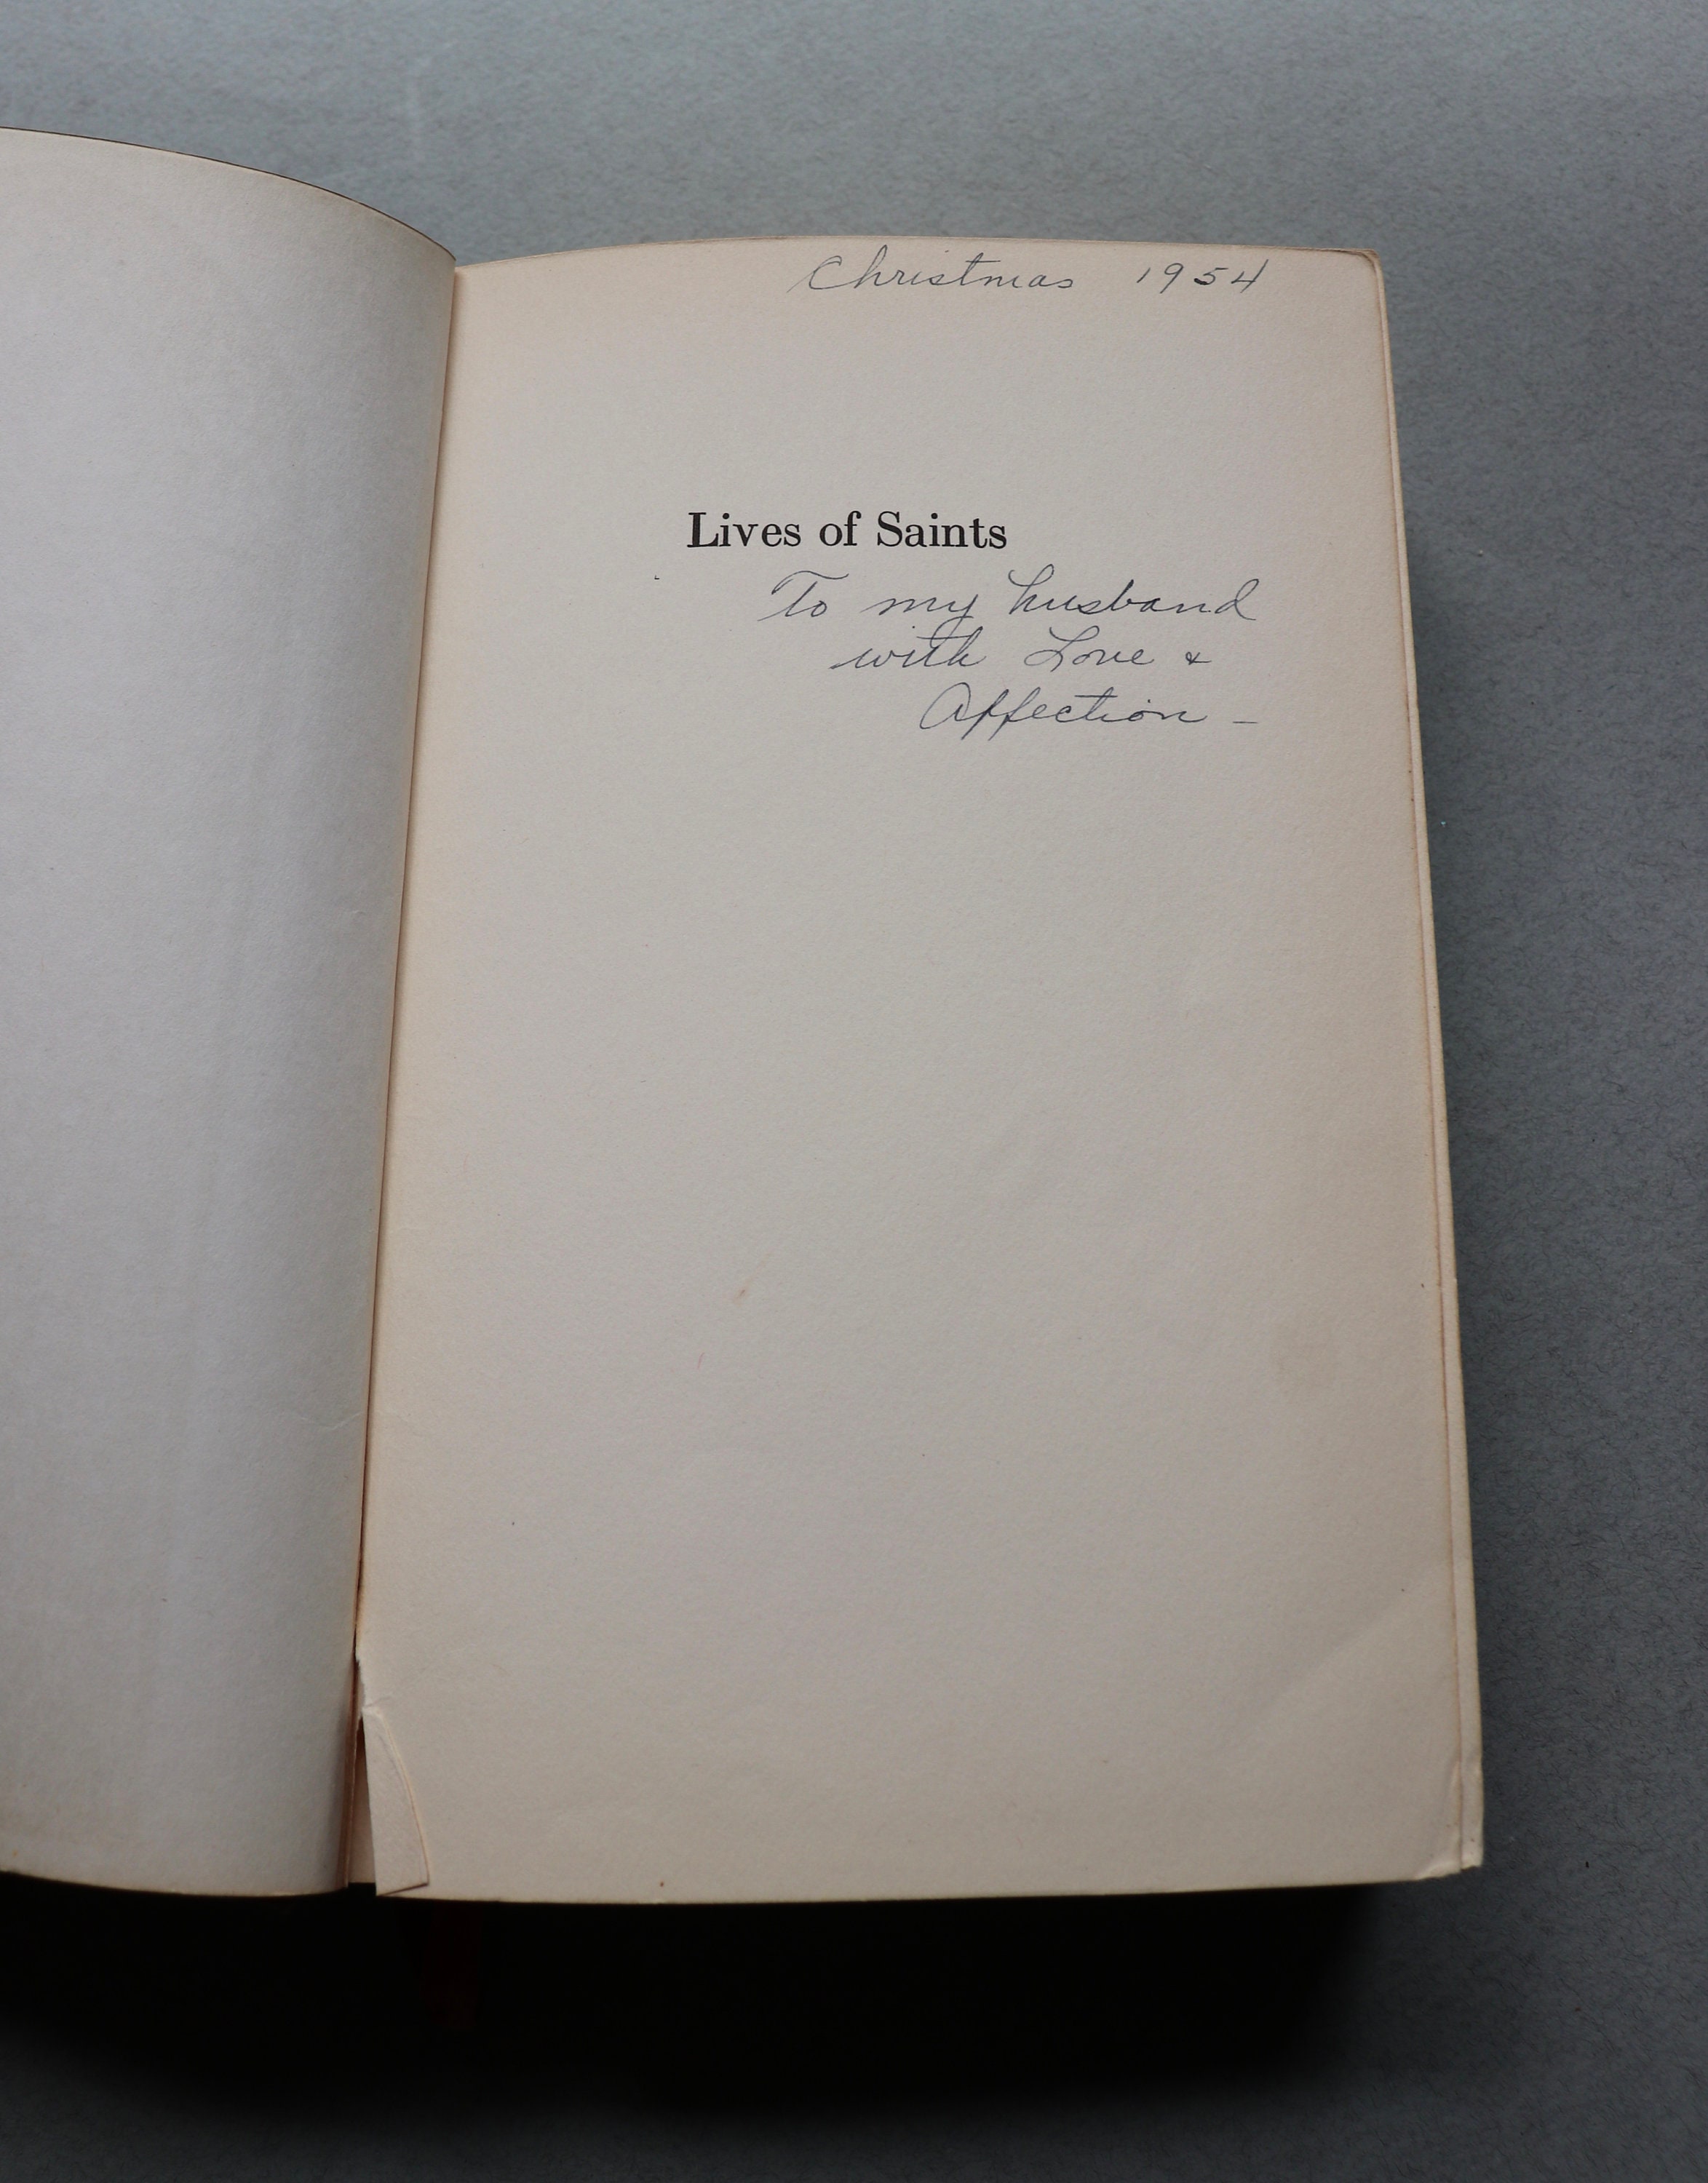 Christmas 1954
Lives of Saints
To my husband
with Love &
Affection -